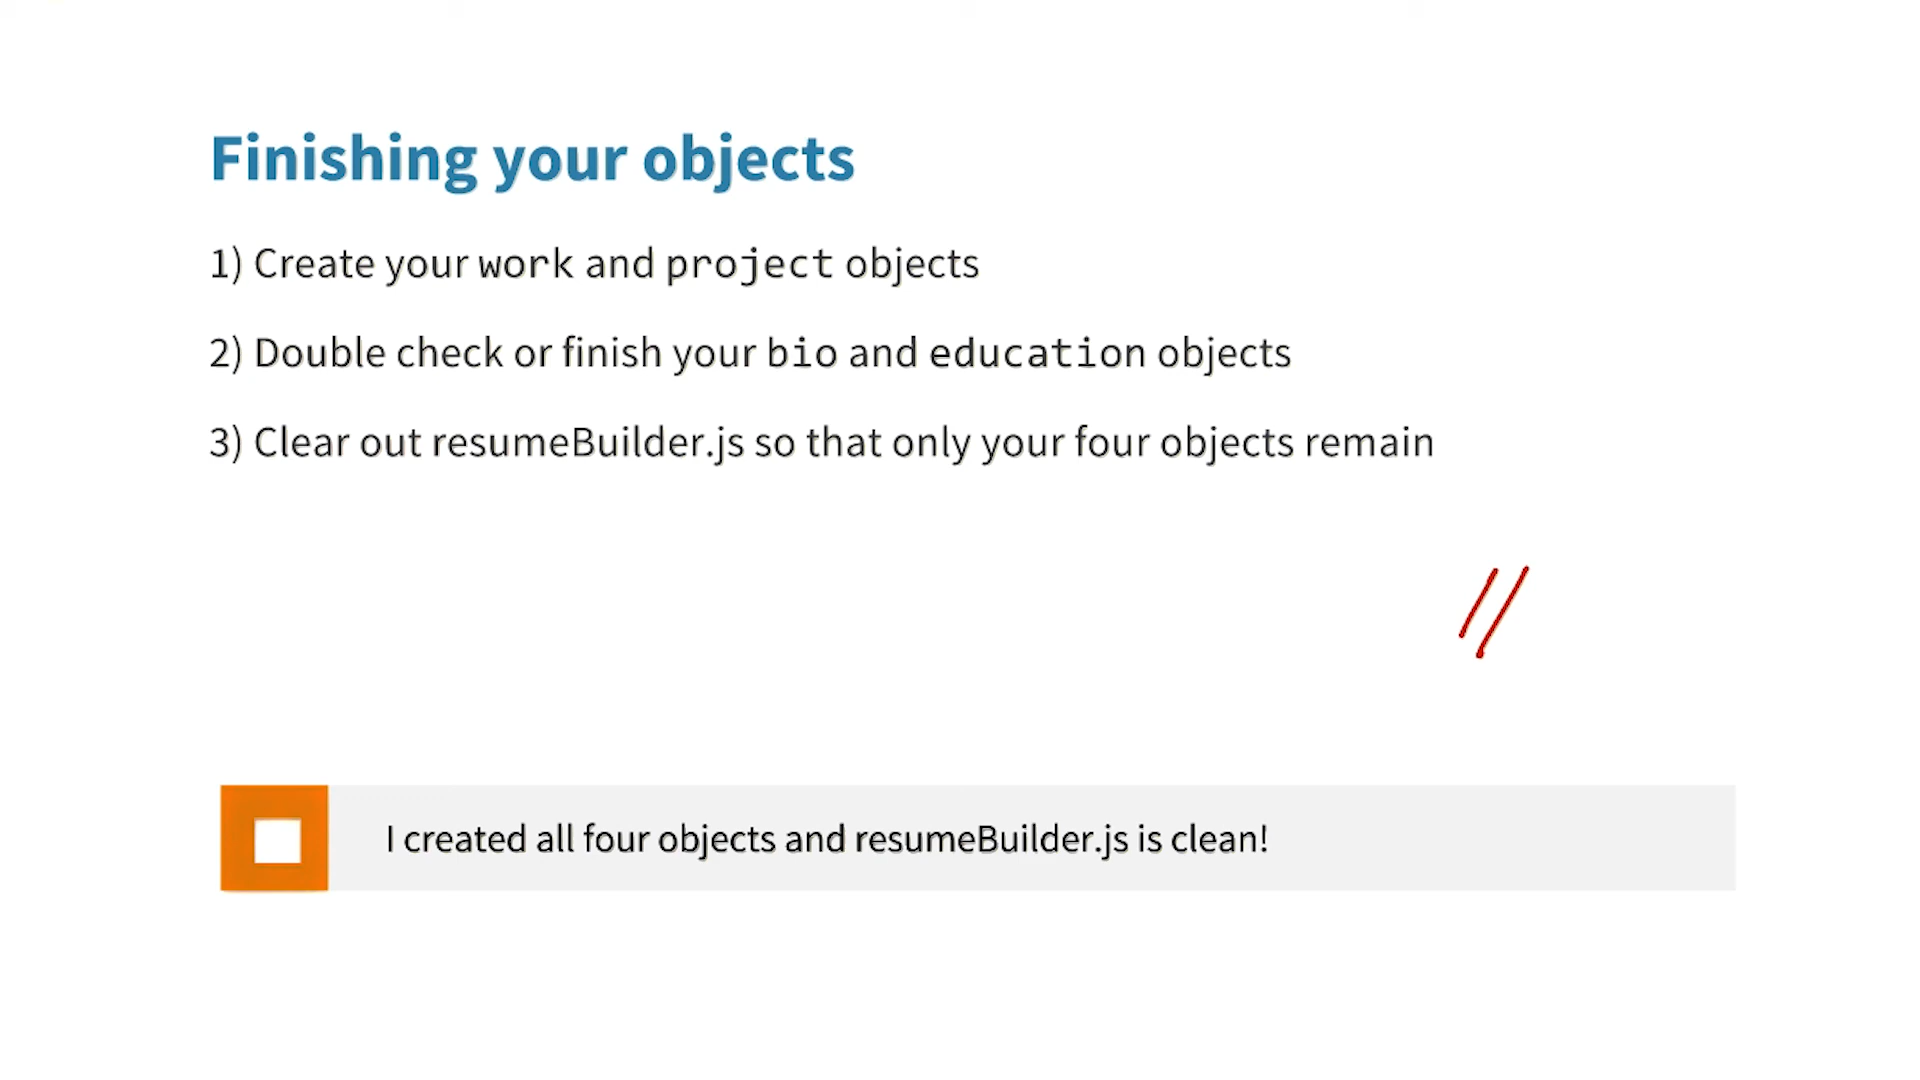 Finishing your objects
1) Create your work and project objects
2) Double check or finish your bio and education objects
3) Clear out resumeBuilder.js so that only your four objects remain
//
I created all four objects and resumeBuilder.js is clean!